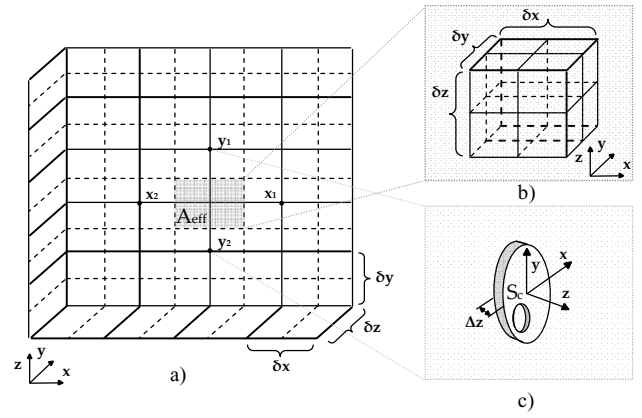 y₁
x₂
x₁
Aeff
y₂
δy
δz
δx
z
y
x
a)
δx
δy
δz
y
z
x
b)
y
x
Sc
z
Δz
c)